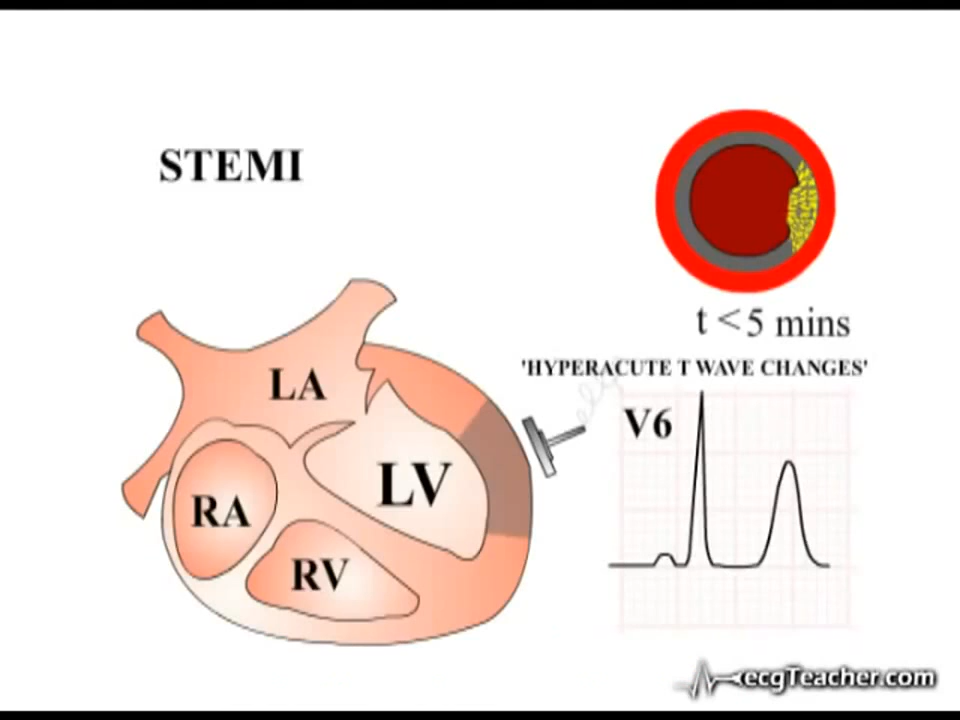 STEMI
t < 5 mins
'HYPERACUTE T WAVE CHANGES'
V6
LA
LV
RA
RV
ecgTeacher.com